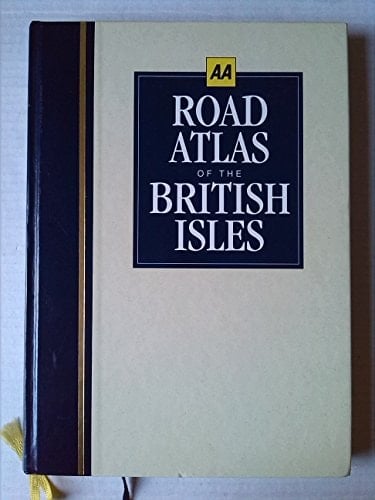 AA
ROAD
ATLAS
OF THE
BRITISH
ISLES